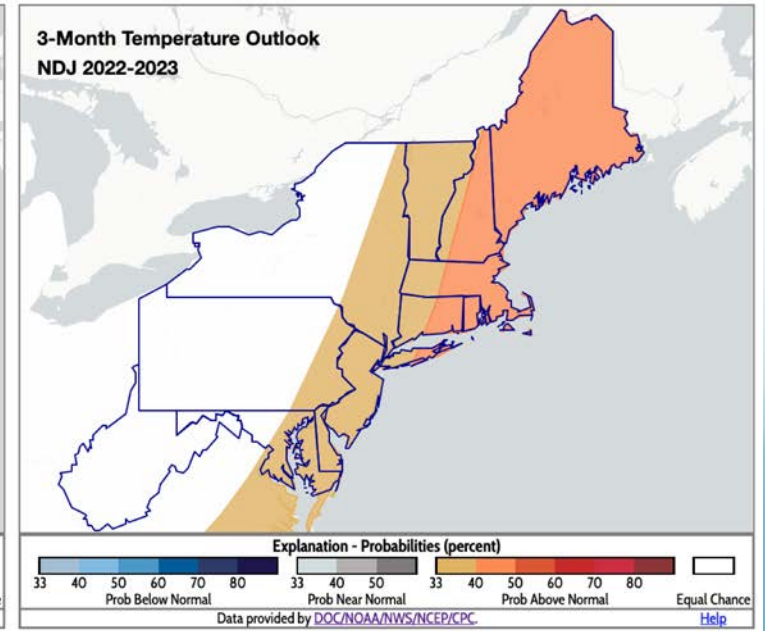 3-Month Temperature Outlook
NDJ 2022-2023
Explanation - Probabilities (percent)
33 40 50 60 70 80 33 40 50 33 40 50 60 70 80
Prob Below Normal Prob Near Normal Prob Above Normal Equal Chance
Data provided by DOC/NOAA/NWS/NCEP/CPC. Help